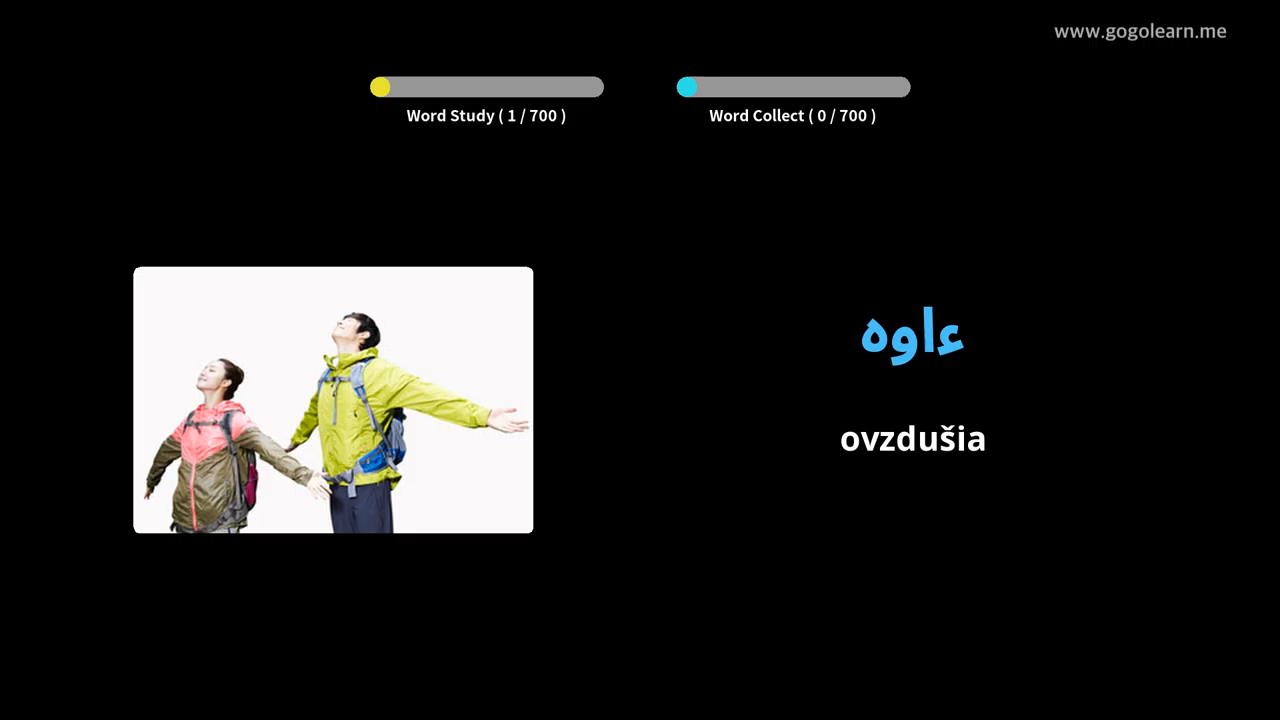 www.gogolearn.me
Word Study ( 1 / 700 )
Word Collect ( 0 / 700 )
ءاوه
ovzdušia